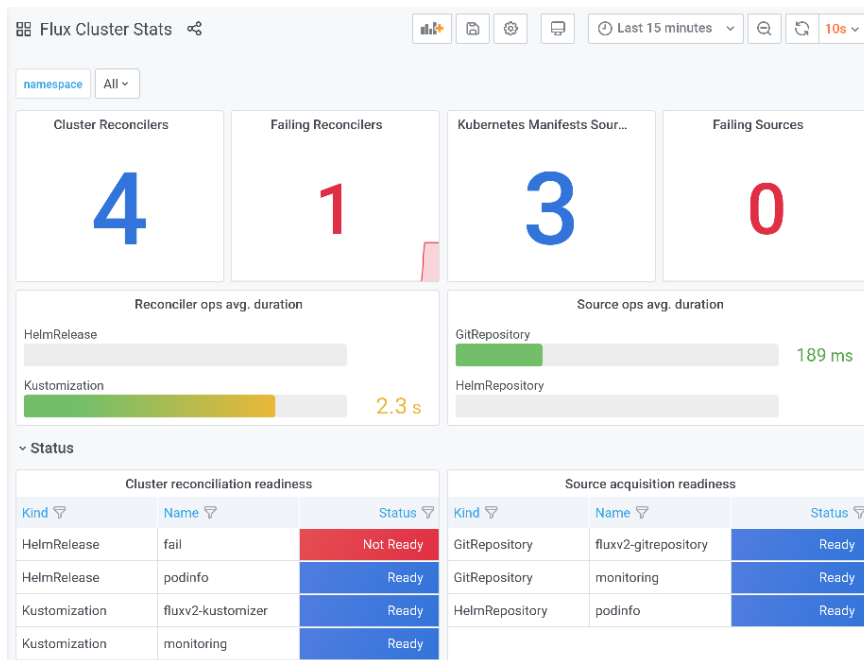 Flux Cluster Stats
Last 15 minutes
10s
namespace
All
Cluster Reconcilers
Failing Reconcilers
Kubernetes Manifests Sour...
Failing Sources
4
1
3
0
Reconciler ops avg. duration
HelmRelease
Kustomization
2.3 s
Source ops avg. duration
GitRepository
189 ms
HelmRepository
Status
Cluster reconciliation readiness
Kind Name Status
HelmRelease fail Not Ready
HelmRelease podinfo Ready
Kustomization fluxv2-kustomizer Ready
Kustomization monitoring Ready
Source acquisition readiness
Kind Name Status
GitRepository fluxv2-gitrepository Ready
GitRepository monitoring Ready
HelmRepository podinfo Ready